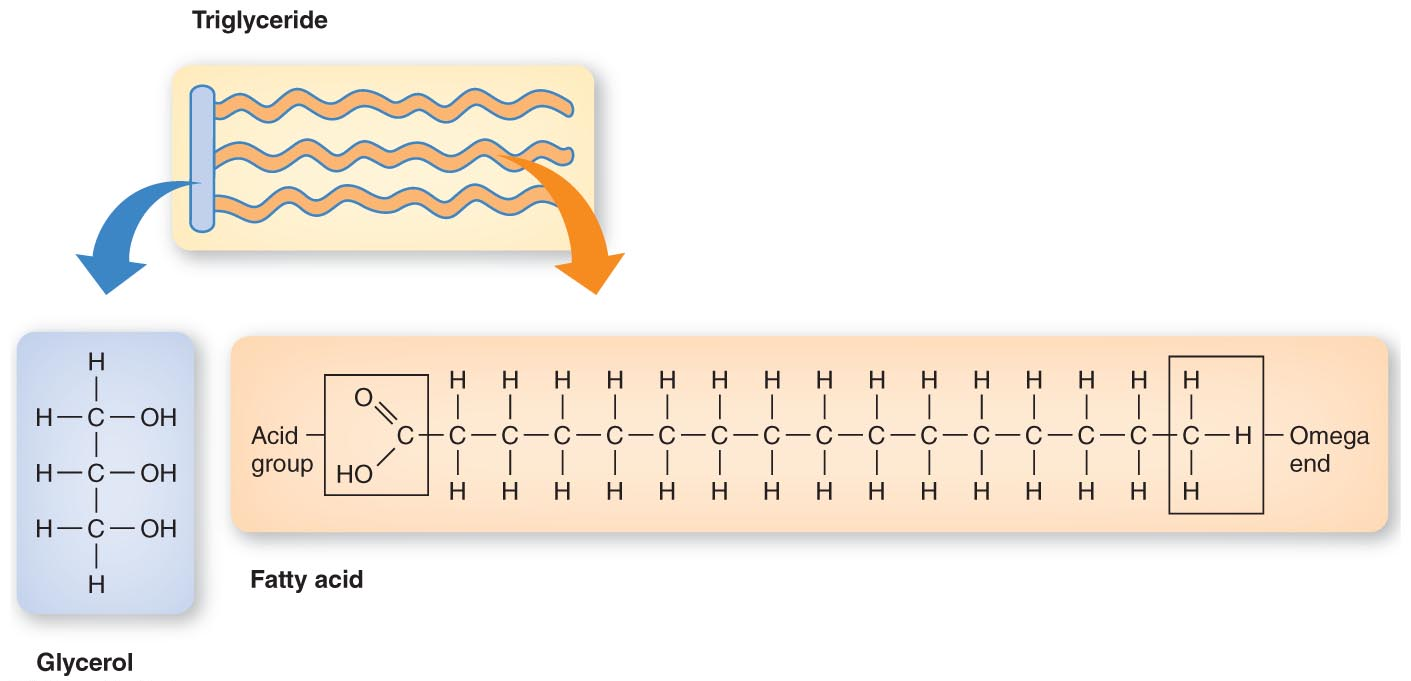 Triglyceride
H
H—C—OH
H—C—OH
H—C—OH
H
Glycerol
Acid
group
O
HO
H H H H H H H H H H H H H H H
C—C—C—C—C—C—C—C—C—C—C—C—C—C—C—C—H
H H H H H H H H H H H H H H H
Omega
end
Fatty acid